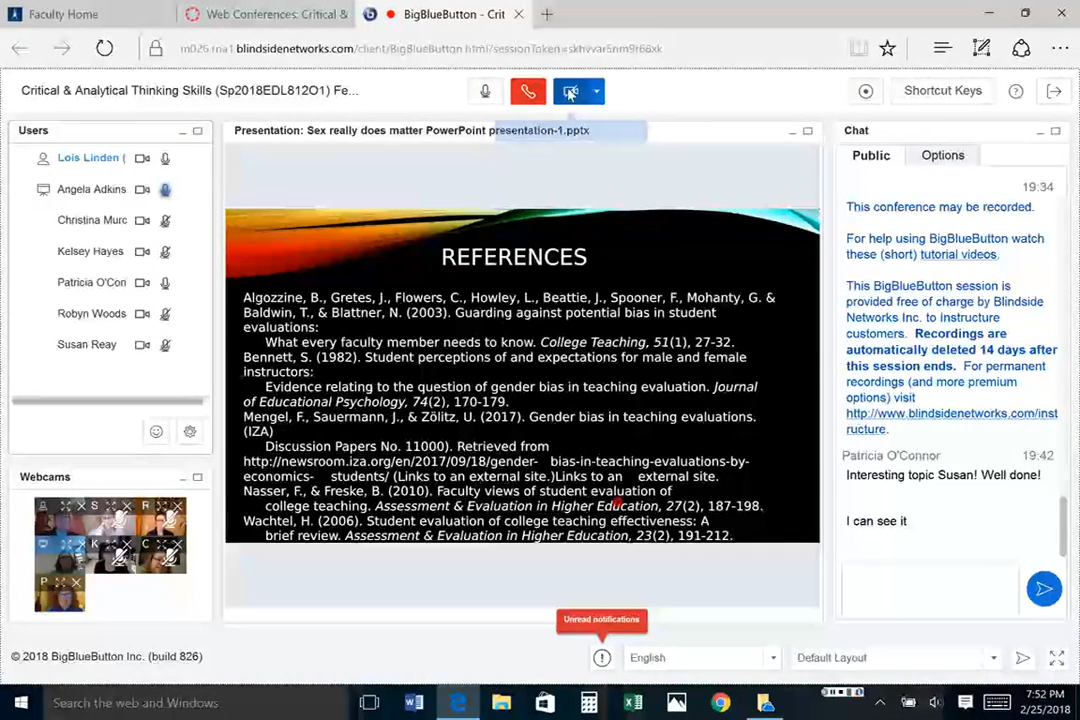 Faculty Home
Web Conferences: Critical &
BigBlueButton - Crit
blindsidenetworks.com/client/BigBlueButton.html?sessionToken=
Critical & Analytical Thinking Skills (Sp2018EDL812O1) Fe...
Shortcut Keys
Users
Lois Linden (
Angela Adkins
Christina Murc
Kelsey Hayes
Patricia O'Con
Robyn Woods
Susan Reay
Webcams
S
R
K
C
P
Presentation: Sex really does matter PowerPoint presentation-1.pptx
REFERENCES
Algozzine, B., Gretes, J., Flowers, C., Howley, L., Beattie, J., Spooner, F., Mohanty, G. &
Baldwin, T., & Blattner, N. (2003). Guarding against potential bias in student
evaluations:
What every faculty member needs to know. College Teaching, 51(1), 27-32.
Bennett, S. (1982). Student perceptions of and expectations for male and female
instructors:
Evidence relating to the question of gender bias in teaching evaluation. Journal
of Educational Psychology, 74(2), 170-179.
Mengel, F., Sauermann, J., & Zölitz, U. (2017). Gender bias in teaching evaluations.
(IZA)
Discussion Papers No. 11000). Retrieved from
http://newsroom.iza.org/en/2017/09/18/gender- bias-in-teaching-evaluations-by-
economics- students/ (Links to an external site.)Links to an external site.
Nasser, F., & Freske, B. (2010). Faculty views of student evaluation of
college teaching. Assessment & Evaluation in Higher Education, 27(2), 187-198.
Wachtel, H. (2006). Student evaluation of college teaching effectiveness: A
brief review. Assessment & Evaluation in Higher Education, 23(2), 191-212.
Chat
Public
Options
19:34
This conference may be recorded.
For help using BigBlueButton watch
these (short) tutorial videos.
This BigBlueButton session is
provided free of charge by Blindside
Networks Inc. to instructure
customers. Recordings are
automatically deleted 14 days after
this session ends. For permanent
recordings (and more premium
options) visit
http://www.blindsidenetworks.com/inst
ructure.
Patricia O'Connor 19:42
Interesting topic Susan! Well done!
I can see it
Unread notifications
© 2018 BigBlueButton Inc. (build 826)
English
Default Layout
Search the web and Windows
7:52 PM
2/25/2018